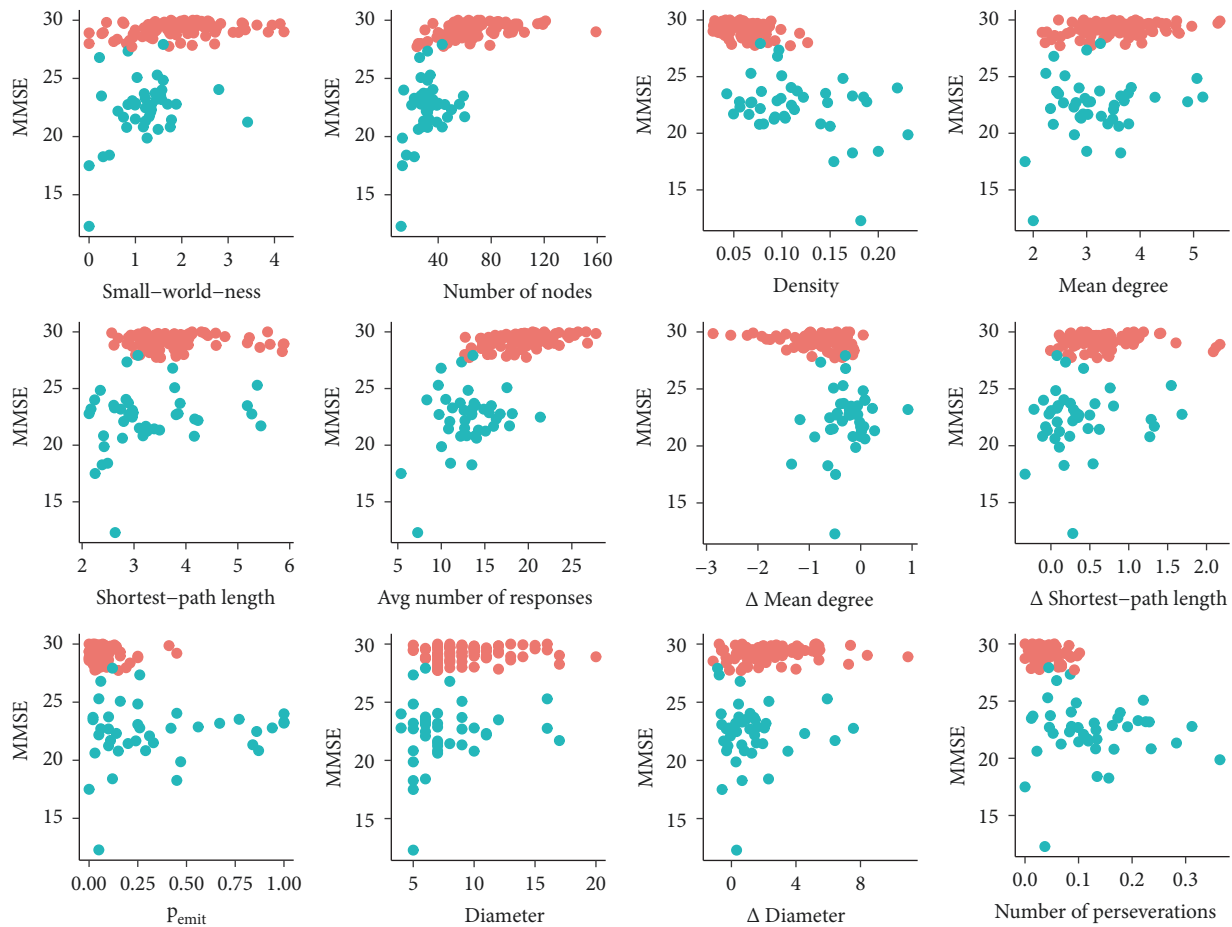 MMSE
30
25
20
15
0 1 2 3 4
Small−world−ness
MMSE
30
25
20
15
40 80 120 160
Number of nodes
MMSE
30
25
20
15
0.05 0.10 0.15 0.20
Density
MMSE
30
25
20
15
2 3 4 5
Mean degree
MMSE
30
25
20
15
2 3 4 5 6
Shortest−path length
MMSE
30
25
20
15
5 10 15 20 25
Avg number of responses
MMSE
30
25
20
15
−3 −2 −1 0 1
Δ Mean degree
MMSE
30
25
20
15
0.0 0.5 1.0 1.5 2.0
Δ Shortest−path length
MMSE
30
25
20
15
0.00 0.25 0.50 0.75 1.00
Pemit
MMSE
30
25
20
15
5 10 15 20
Diameter
MMSE
30
25
20
15
0 4 8
Δ Diameter
MMSE
30
25
20
15
0.0 0.1 0.2 0.3
Number of perseverations